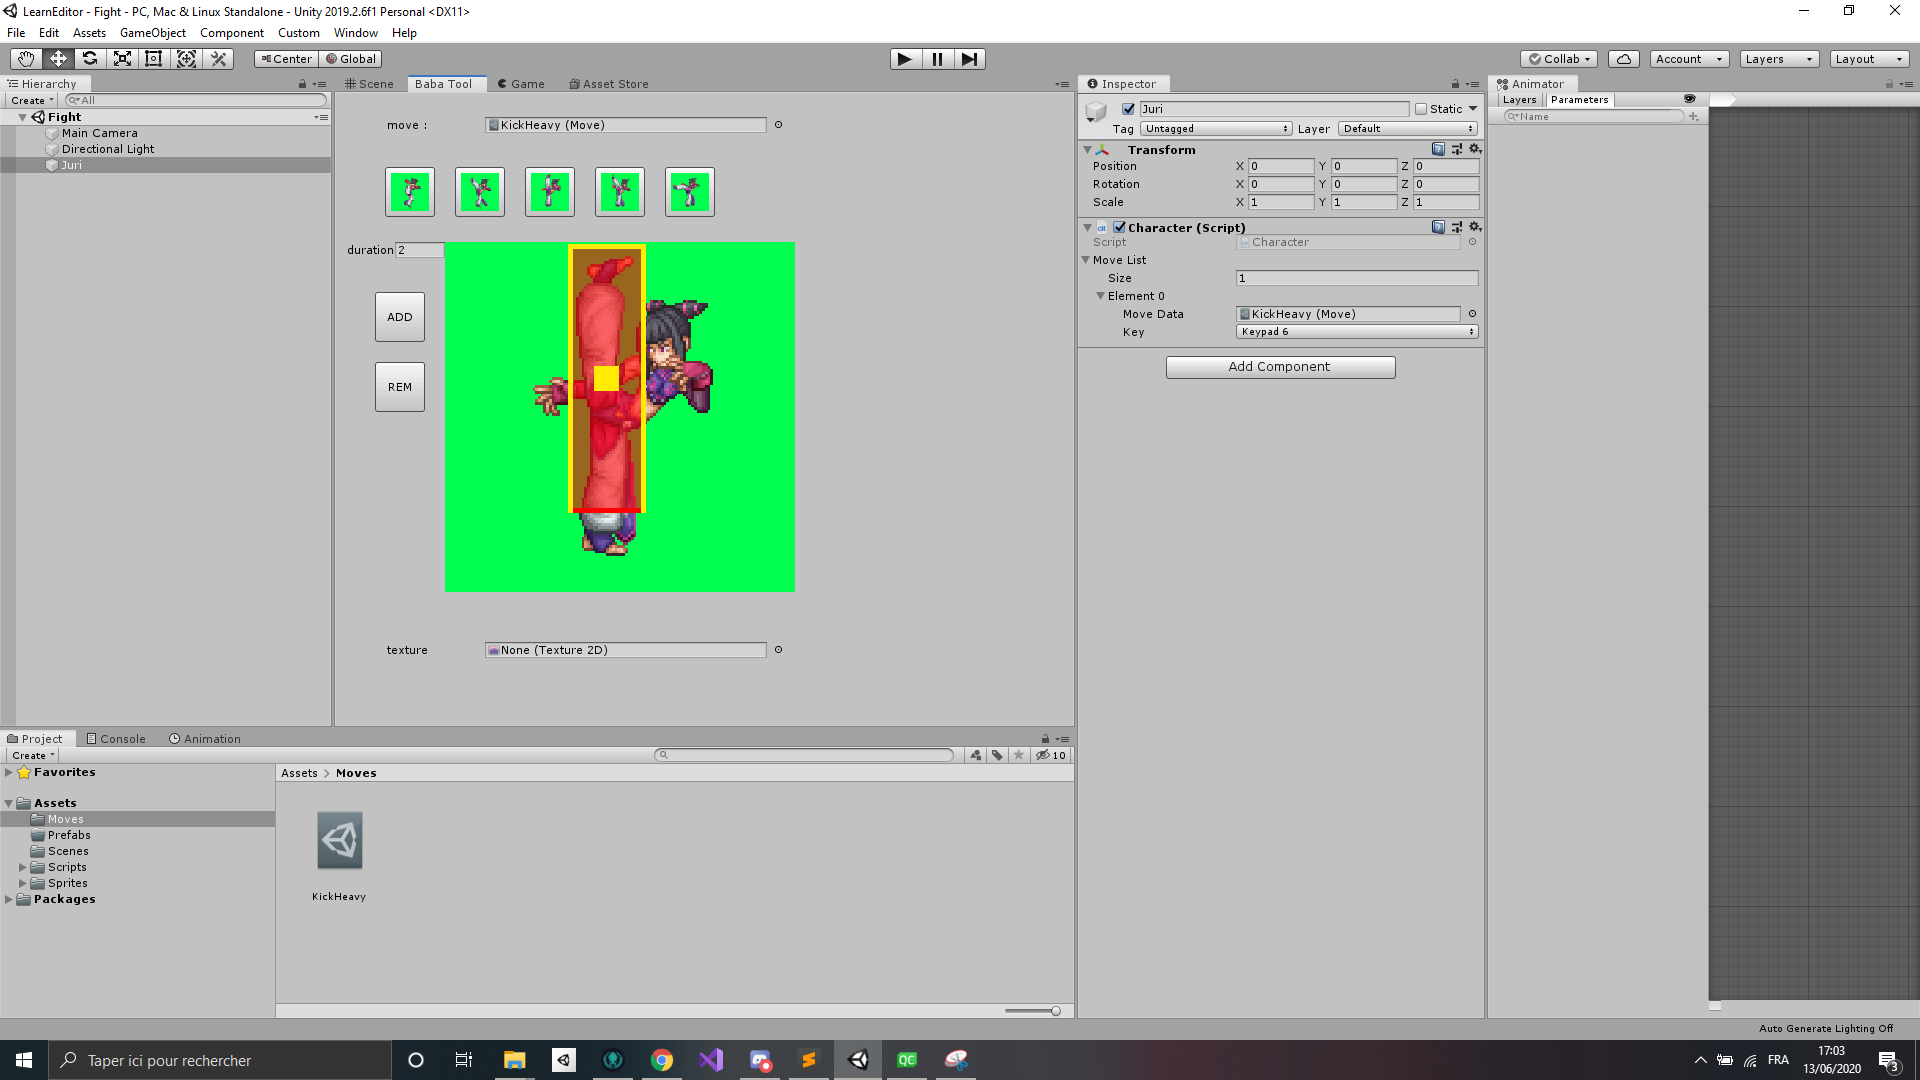 LearnEditor - Fight - PC, Mac & Linux Standalone - Unity 2019.2.6f1 Personal <DX11>
File Edit Assets GameObject Component Custom Window Help
Center Global
Collab Account Layers Layout
Hierarchy
Create All
Fight
Main Camera
Directional Light
Juri
Scene Baba Tool Game Asset Store
move : KickHeavy (Move)
duration 2
ADD
REM
texture None (Texture 2D)
Inspector
Juri Static
Tag Untagged Layer Default
Transform
Position X 0 Y 0 Z 0
Rotation X 0 Y 0 Z 0
Scale X 1 Y 1 Z 1
Character (Script)
Script Character
Move List
Size 1
Element 0
Move Data KickHeavy (Move)
Key Keypad 6
Add Component
Animator
Layers Parameters
Name
Project Console Animation
Create
10
Favorites
Assets
Moves
Prefabs
Scenes
Scripts
Sprites
Packages
Assets > Moves
KickHeavy
Auto Generate Lighting Off
Taper ici pour rechercher
QC
FRA
17:03
13/06/2020
3